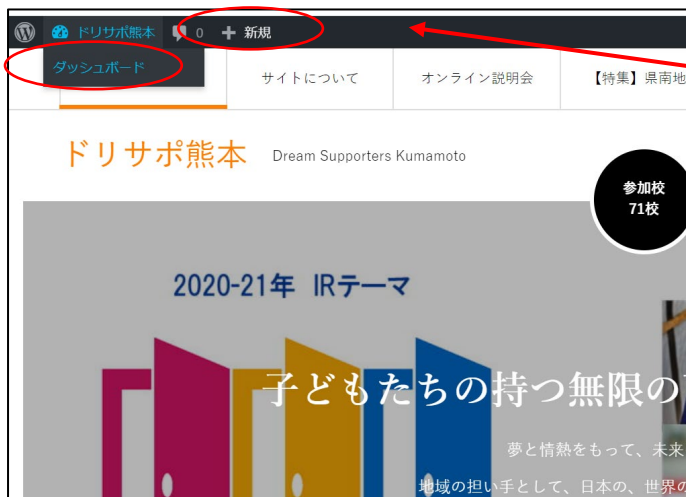 ドリサポ熊本 0 + 新規
ダッシュボード
サイトについて オンライン説明会 【特集】県南地
ドリサポ熊本 Dream Supporters Kumamoto
参加校
71校
2020-21年 IRテーマ
子どもたちの持つ無限の
夢と情熱をもって、未来
地域の担い手として、日本の、世界の